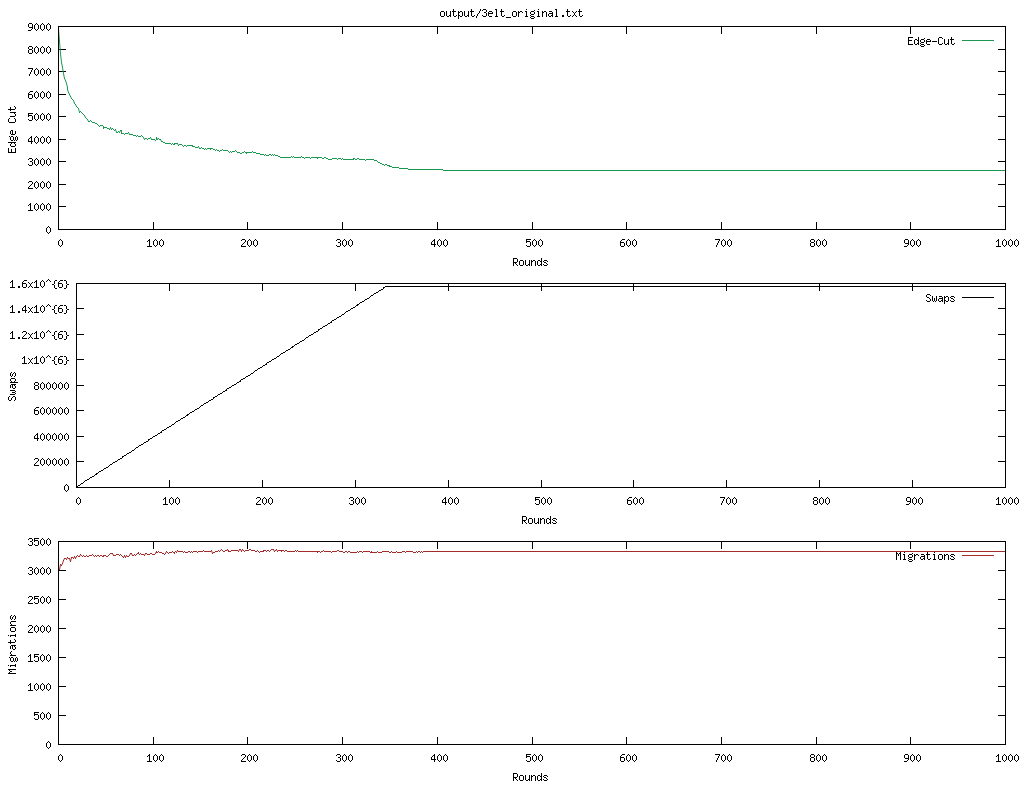 output/3elt_original.txt
9000
8000
7000
6000
5000
4000
3000
2000
1000
0
Edge Cut
Edge-Cut
0 100 200 300 400 500 600 700 800 900 1000
Rounds
1.6x10^{6}
1.4x10^{6}
1.2x10^{6}
1x10^{6}
800000
600000
400000
200000
0
Swaps
Swaps
0 100 200 300 400 500 600 700 800 900 1000
Rounds
3500
3000
2500
2000
1500
1000
500
0
Migrations
Migrations
0 100 200 300 400 500 600 700 800 900 1000
Rounds